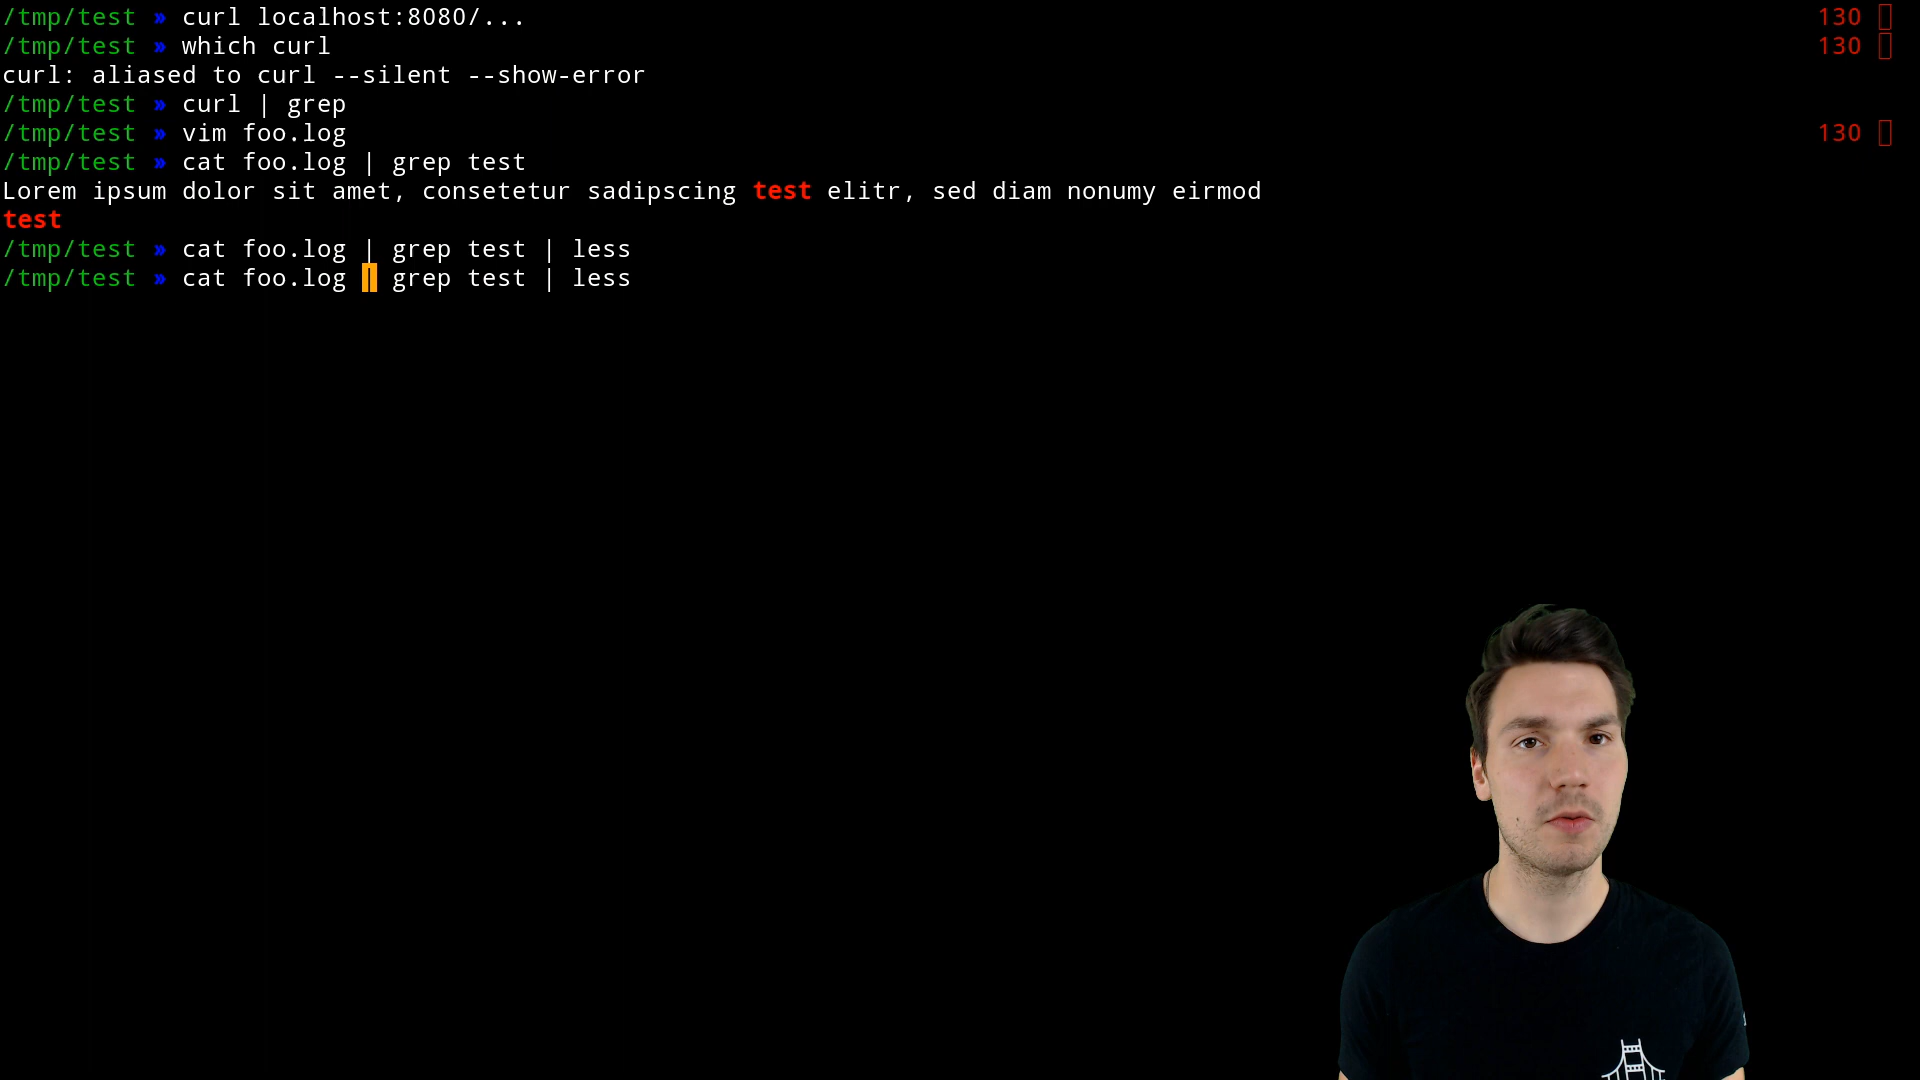 /tmp/test » curl localhost:8080/... 130
/tmp/test » which curl 130
curl: aliased to curl --silent --show-error
/tmp/test » curl | grep
/tmp/test » vim foo.log 130
/tmp/test » cat foo.log | grep test
Lorem ipsum dolor sit amet, consetetur sadipscing test elitr, sed diam nonumy eirmod
test
/tmp/test » cat foo.log | grep test | less
/tmp/test » cat foo.log | grep test | less